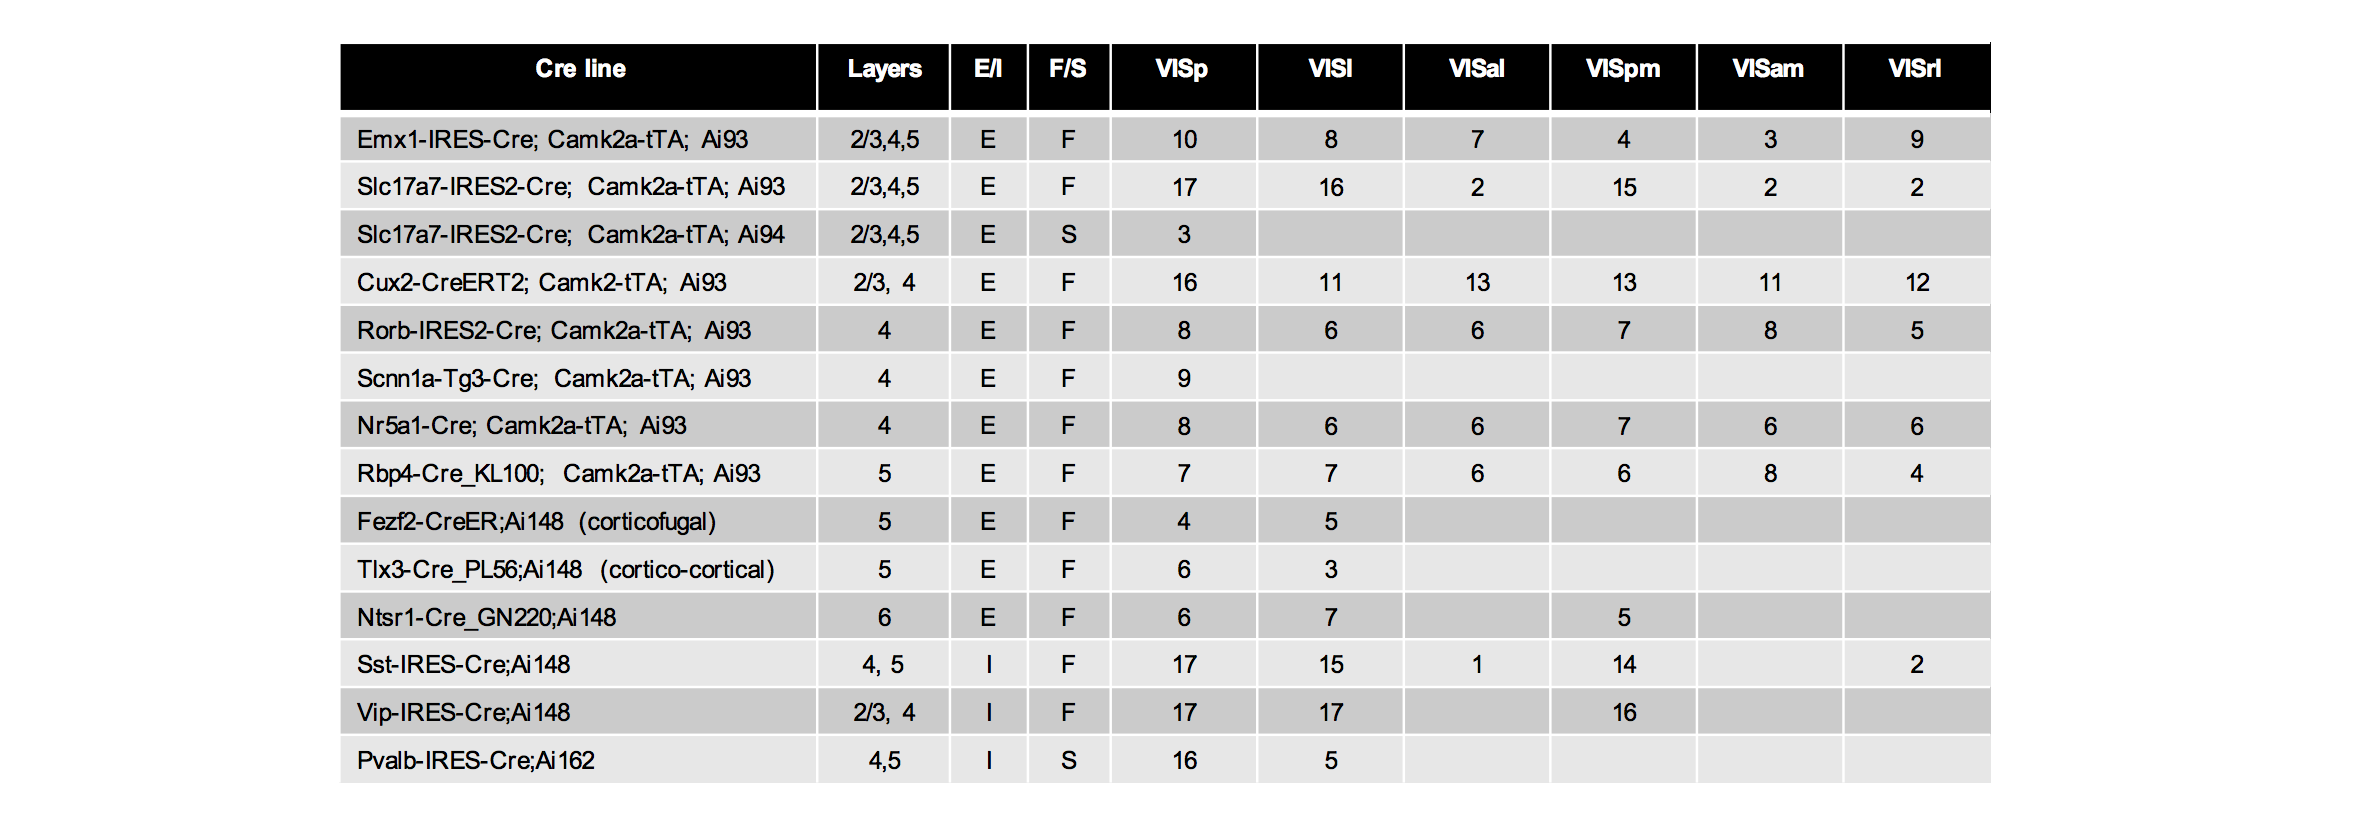 Cre line Layers E/I F/S VISp VISl VISal VISpm VISam VISrl
Emx1-IRES-Cre; Camk2a-tTA; Ai93 2/3,4,5 E F 10 8 7 4 3 9
Slc17a7-IRES2-Cre; Camk2a-tTA; Ai93 2/3,4,5 E F 17 16 2 15 2 2
Slc17a7-IRES2-Cre; Camk2a-tTA; Ai94 2/3,4,5 E S 3
Cux2-CreERT2; Camk2-tTA; Ai93 2/3, 4 E F 16 11 13 13 11 12
Rorb-IRES2-Cre; Camk2a-tTA; Ai93 4 E F 8 6 6 7 8 5
Scnn1a-Tg3-Cre; Camk2a-tTA; Ai93 4 E F 9
Nr5a1-Cre; Camk2a-tTA; Ai93 4 E F 8 6 6 7 6 6
Rbp4-Cre_KL100; Camk2a-tTA; Ai93 5 E F 7 7 6 6 8 4
Fezf2-CreER;Ai148 (corticofugal) 5 E F 4 5
Tlx3-Cre_PL56;Ai148 (cortico-cortical) 5 E F 6 3
Ntsr1-Cre_GN220;Ai148 6 E F 6 7 5
Sst-IRES-Cre;Ai148 4, 5 I F 17 15 1 14 2
Vip-IRES-Cre;Ai148 2/3, 4 I F 17 17 16
Pvalb-IRES-Cre;Ai162 4,5 I S 16 5